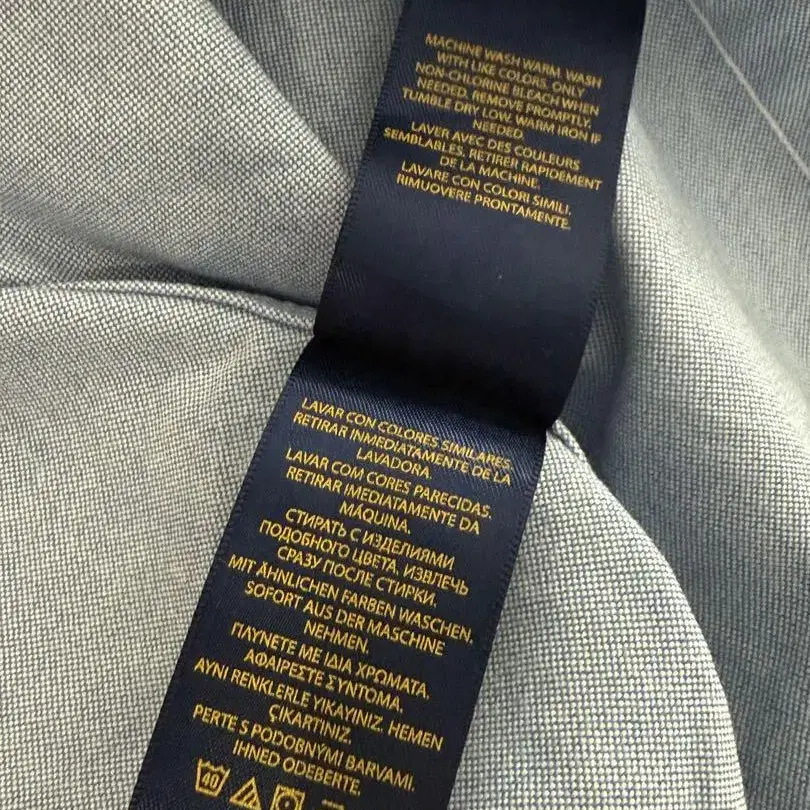 MACHINE WASH WARM. WASH
WITH LIKE COLORS. ONLY
NON-CHLORINE BLEACH WHEN
NEEDED. REMOVE PROMPTLY.
TUMBLE DRY LOW. WARM IRON IF
NEEDED.
LAVER AVEC DES COULEURS
SEMBLABLES. RETIRER RAPIDEMENT
DE LA MACHINE.
LAVARE CON COLORI SIMILI.
RIMUOVERE PRONTAMENTE.
LAVAR CON COLORES SIMILARES.
RETIRAR INMEDIATAMENTE DE LA
LAVADORA.
LAVAR COM CORES PARECIDAS.
RETIRAR IMEDIATAMENTE DA
MÁQUINA.
СТИРАТЬ С ИЗДЕЛИЯМИ
ПОДОБНОГО ЦВЕТА. ИЗВЛЕЧЬ
СРАЗУ ПОСЛЕ СТИРКИ.
MIT ÄHNLICHEN FARBEN WASCHEN.
SOFORT AUS DER MASCHINE
NEHMEN.
ΠΛΥΝΕΤΕ ΜΕ ΙΔΙΑ ΧΡΩΜΑΤΑ.
ΑΦΑΙΡΕΣΤΕ ΣΥΝΤΟΜΑ.
AYNI RENKLERLE YIKAYINIZ. HEMEN
ÇIKARTINIZ.
PERTE S PODOBNÝMI BARVAMI.
IHNED ODEBERTE.
40